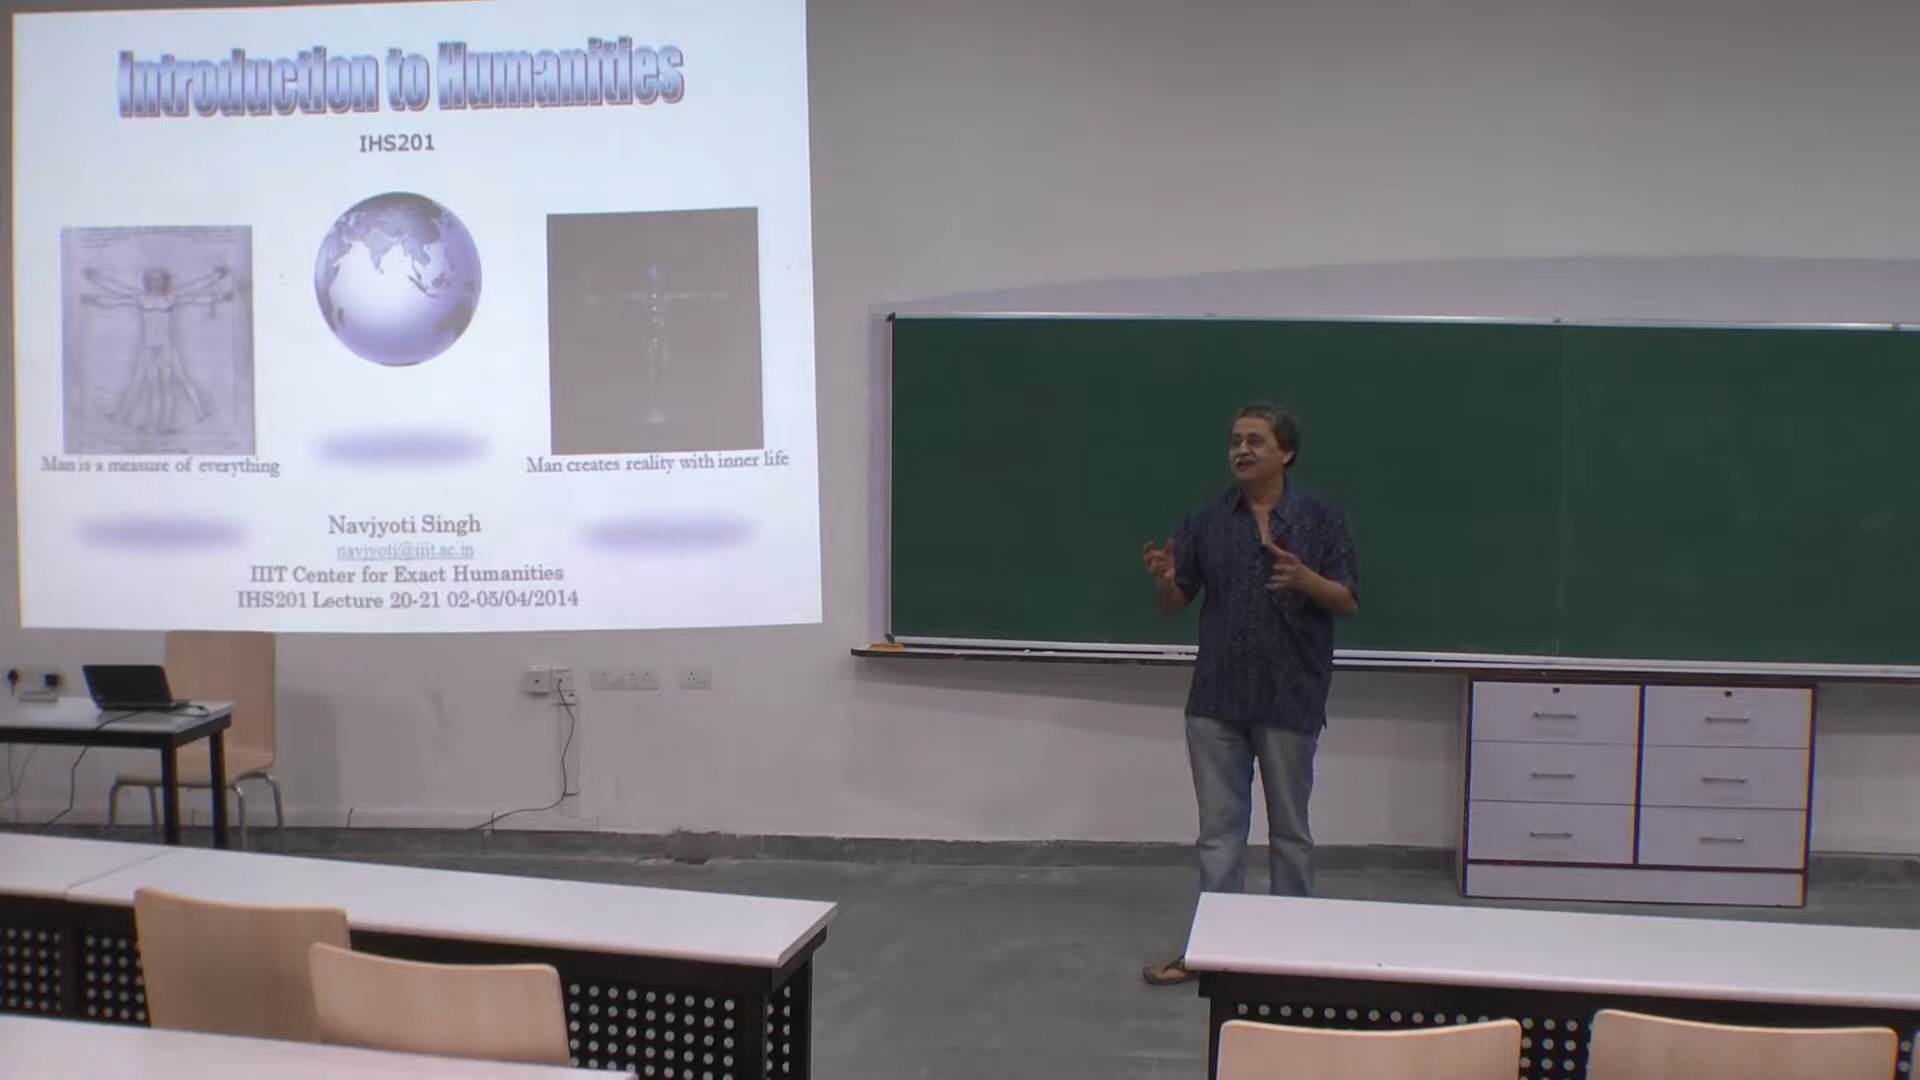 Introduction to Humanities
IHS201
Man is a measure of everything
Man creates reality with inner life
Navjyoti Singh
navjyoti@iiit.ac.in
IIIT Center for Exact Humanities
IHS201 Lecture 20-21 02-05/04/2014